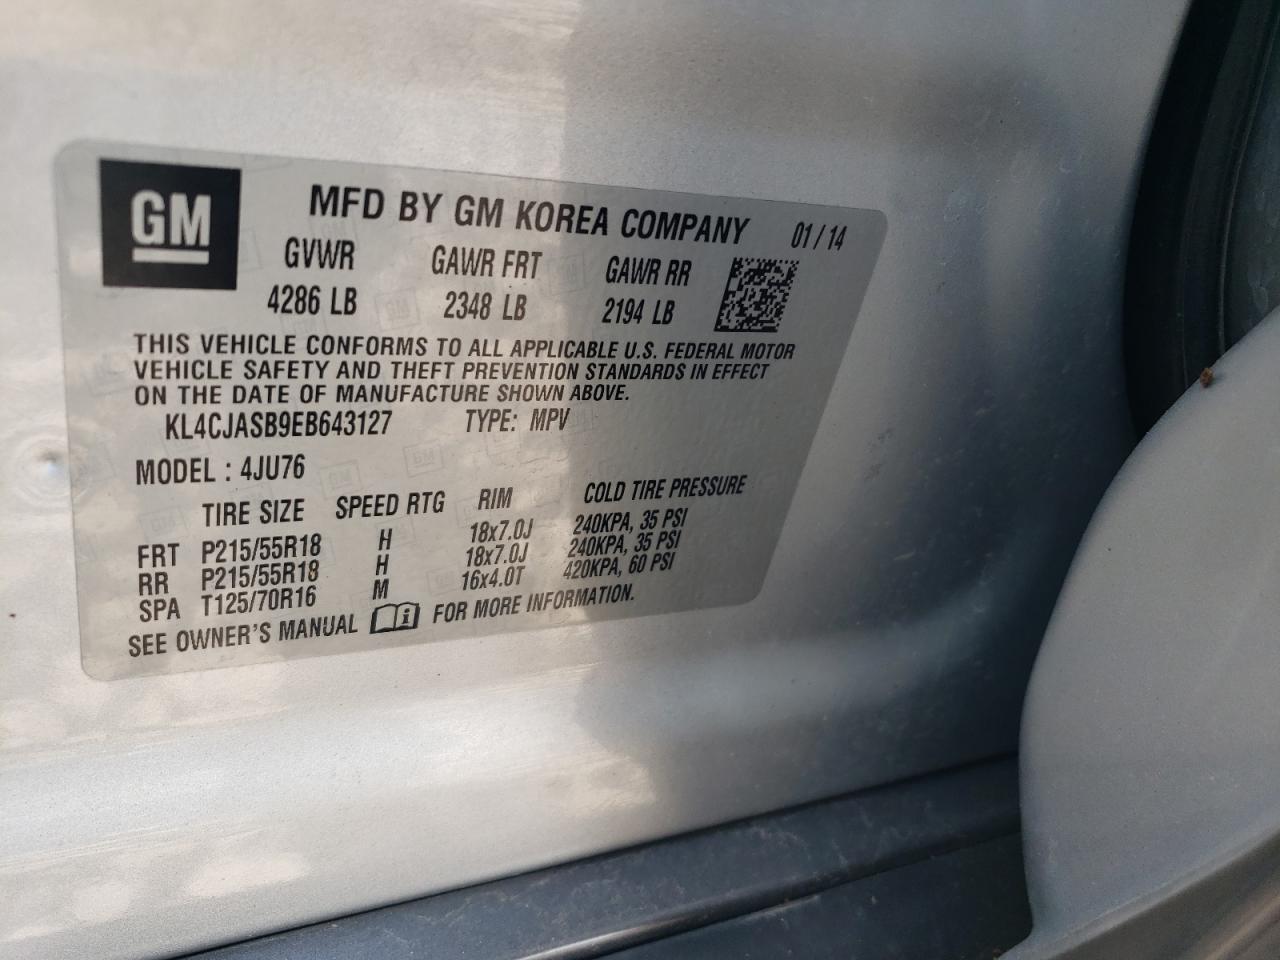 GM
MFD BY GM KOREA COMPANY 01/14
GVWR GAWR FRT GAWR RR
4286 LB 2348 LB 2194 LB
THIS VEHICLE CONFORMS TO ALL APPLICABLE U.S. FEDERAL MOTOR
VEHICLE SAFETY AND THEFT PREVENTION STANDARDS IN EFFECT
ON THE DATE OF MANUFACTURE SHOWN ABOVE.
KL4CJASB9EB643127 TYPE: MPV
MODEL : 4JU76
TIRE SIZE SPEED RTG RIM COLD TIRE PRESSURE
FRT P215/55R18 H 18x7.0J 240KPA, 35 PSI
RR P215/55R18 H 18x7.0J 240KPA, 35 PSI
SPA T125/70R16 M 16x4.0T 420KPA, 60 PSI
SEE OWNER'S MANUAL i FOR MORE INFORMATION.